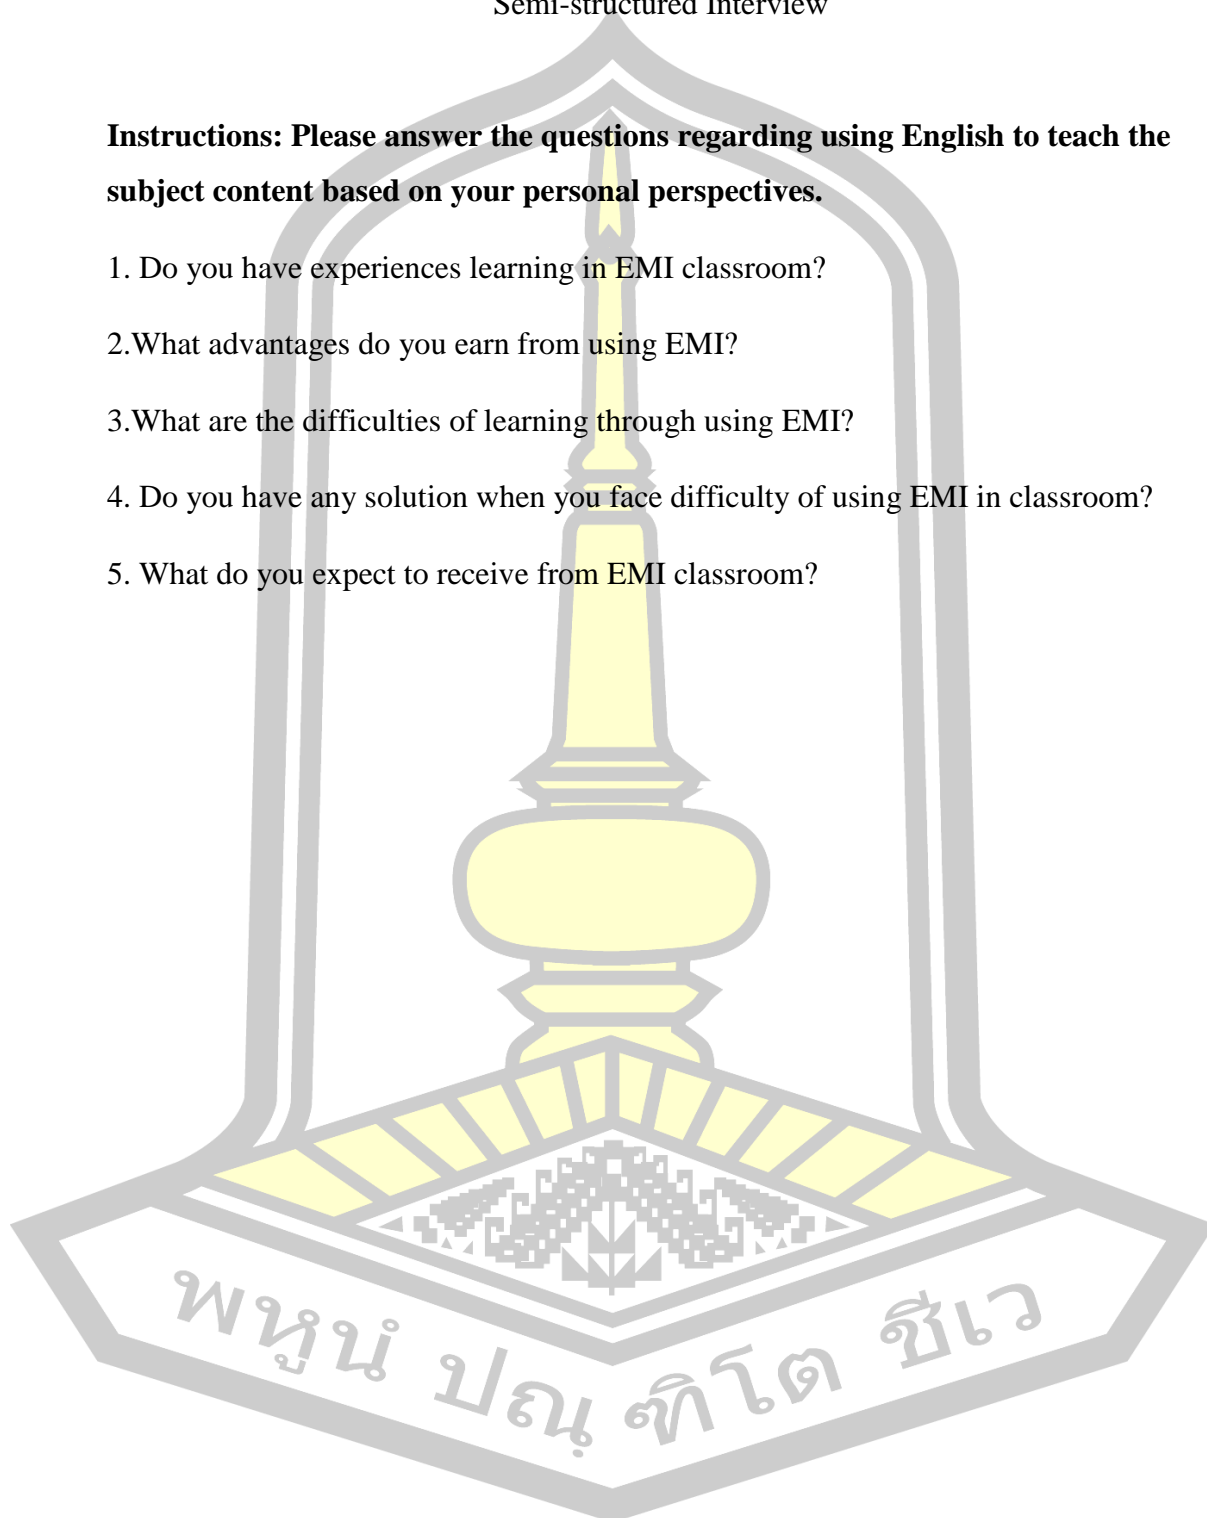 Semi-structured Interview
Instructions: Please answer the questions regarding using English to teach the
subject content based on your personal perspectives.
1. Do you have experiences learning in EMI classroom?
2.What advantages do you earn from using EMI?
3.What are the difficulties of learning through using EMI?
4. Do you have any solution when you face difficulty of using EMI in classroom?
5. What do you expect to receive from EMI classroom?
พหูนํ ปณฺ ฑิโต ชีเว